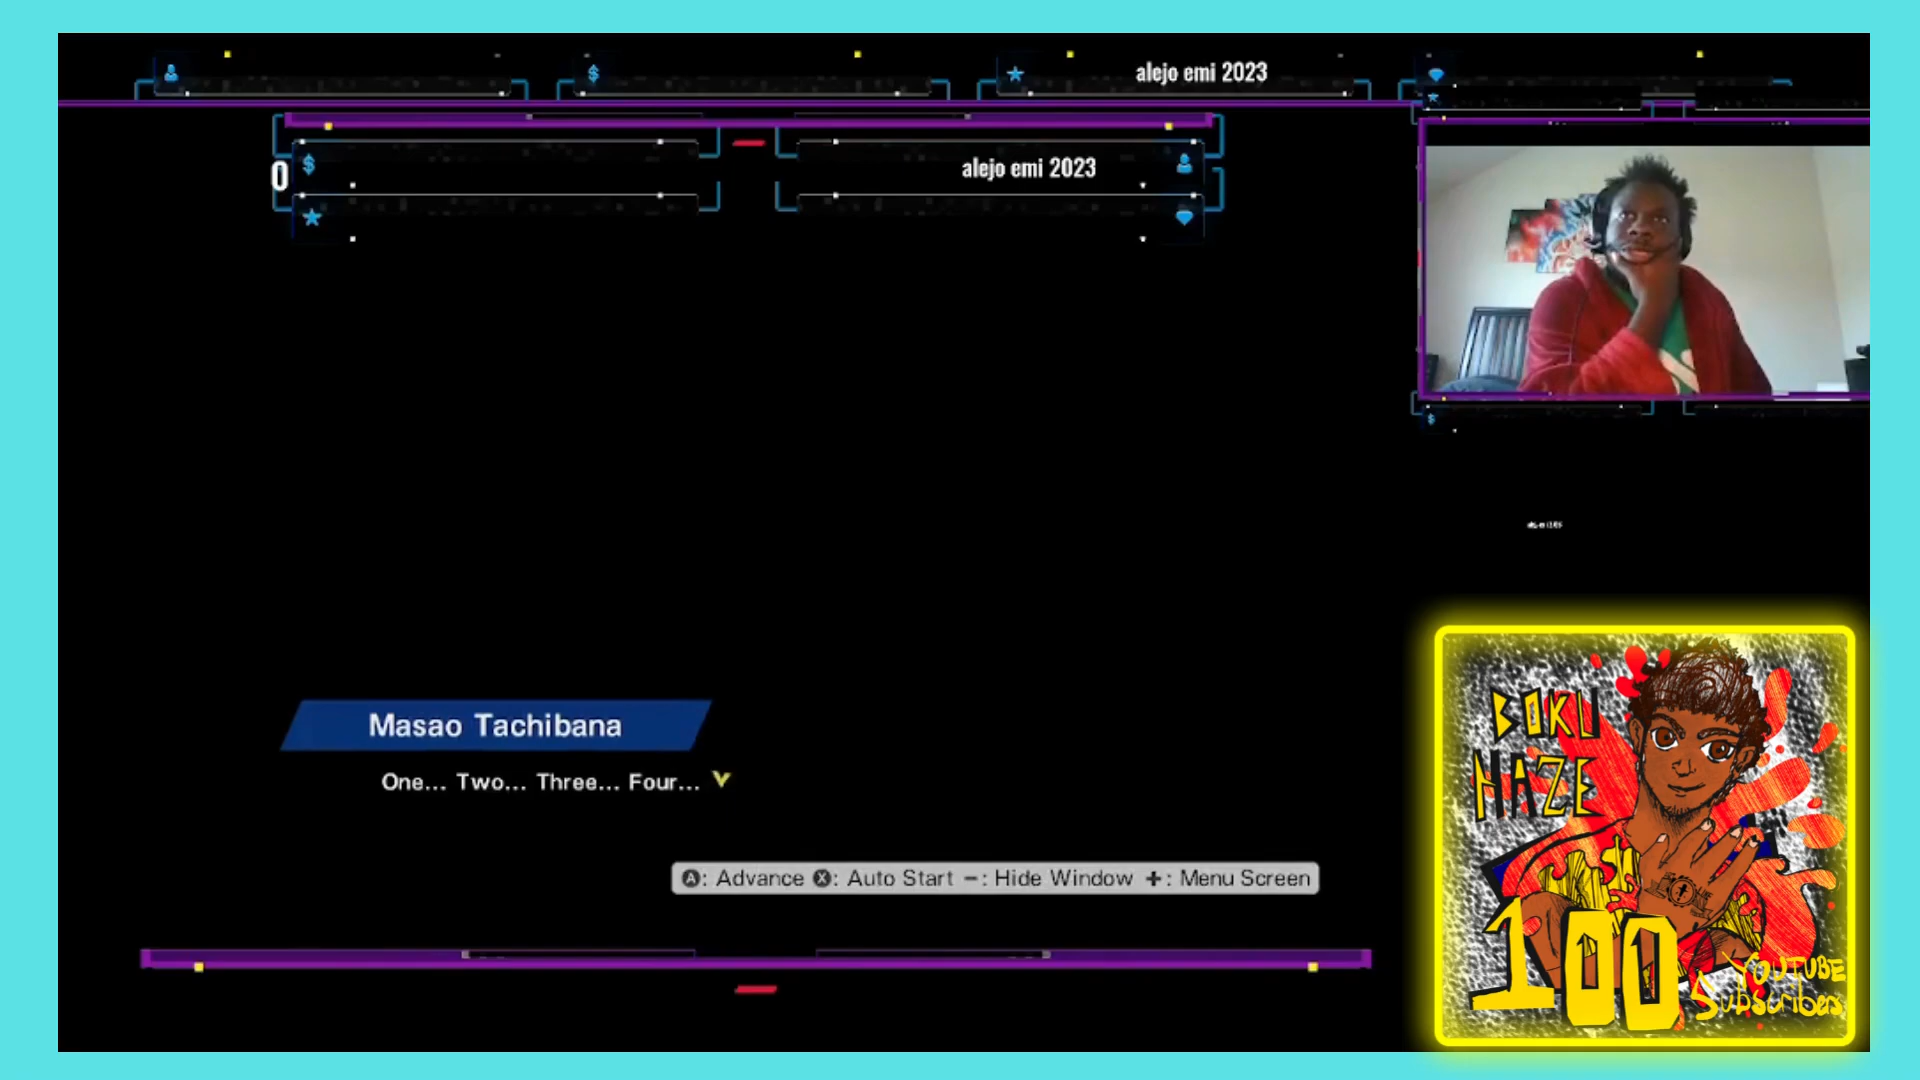 alejo emi 2023
0
alejo emi 2023
Masao Tachibana
One... Two... Three... Four...
A: Advance X: Auto Start −: Hide Window +: Menu Screen
BOKU
HAZE
100
YOUTUBE
Subscribers